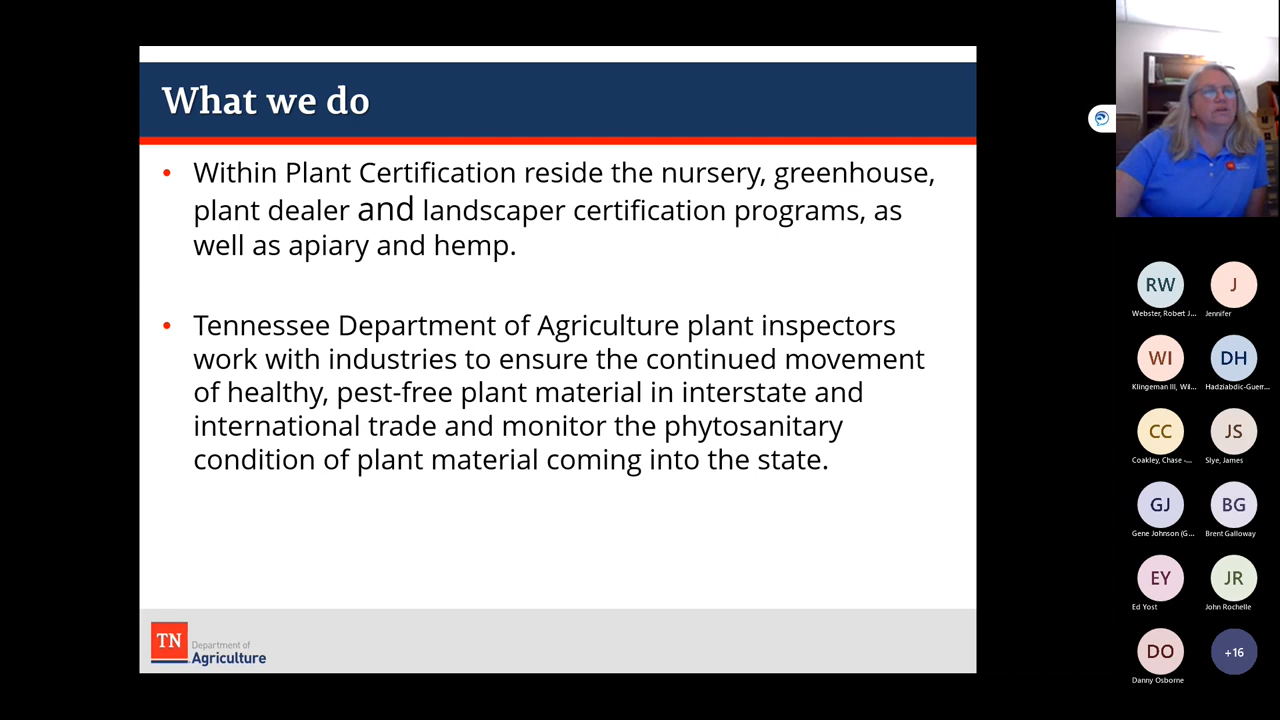 What we do
• Within Plant Certification reside the nursery, greenhouse,
plant dealer and landscaper certification programs, as
well as apiary and hemp.
• Tennessee Department of Agriculture plant inspectors
work with industries to ensure the continued movement
of healthy, pest-free plant material in interstate and
international trade and monitor the phytosanitary
condition of plant material coming into the state.
TN
Department of
Agriculture
RW
J
Webster, Robert J...
Jennifer
WI
DH
Klingeman III, Wil...
Hadziabdic-Guerr...
CC
JS
Coakley, Chase -...
Slye, James
GJ
BG
Gene Johnson (G...
Brent Galloway
EY
JR
Ed Yost
John Rochelle
DO
+16
Danny Osborne